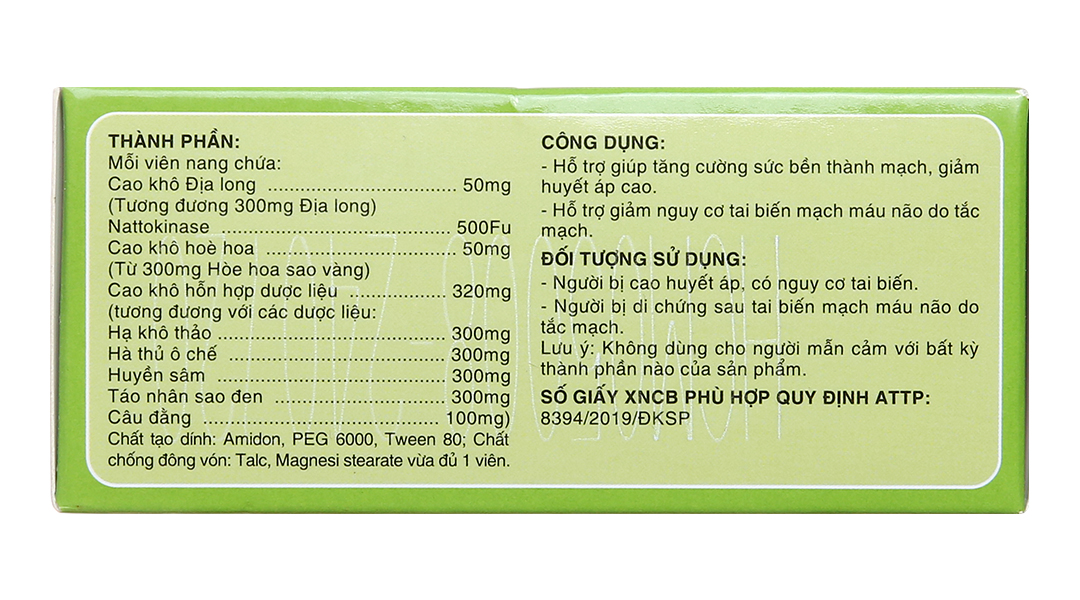 THÀNH PHẦN:
Mỗi viên nang chứa:
Cao khô Địa long .................................. 50mg
(Tương đương 300mg Địa long)
Nattokinase .......................................... 500Fu
Cao khô hoè hoa .................................. 50mg
(Từ 300mg Hòe hoa sao vàng)
Cao khô hỗn hợp dược liệu ................. 320mg
(tương đương với các dược liệu:
Hạ khô thảo .......................................... 300mg
Hà thủ ô chế ....................................... 300mg
Huyền sâm ......................................... 300mg
Táo nhân sao đen ............................... 300mg
Câu đằng ...................................... 100mg)
Chất tạo dính: Amidon, PEG 6000, Tween 80; Chất
chống đông vón: Talc, Magnesi stearate vừa đủ 1 viên.
CÔNG DỤNG:
- Hỗ trợ giúp tăng cường sức bền thành mạch, giảm
huyết áp cao.
- Hỗ trợ giảm nguy cơ tai biến mạch máu não do tắc
mạch.
ĐỐI TƯỢNG SỬ DỤNG:
- Người bị cao huyết áp, có nguy cơ tai biến.
- Người bị di chứng sau tai biến mạch máu não do
tắc mạch.
Lưu ý: Không dùng cho người mẫn cảm với bất kỳ
thành phần nào của sản phẩm.
SỐ GIẤY XNCB PHÙ HỢP QUY ĐỊNH ATTP:
8394/2019/ĐKSP